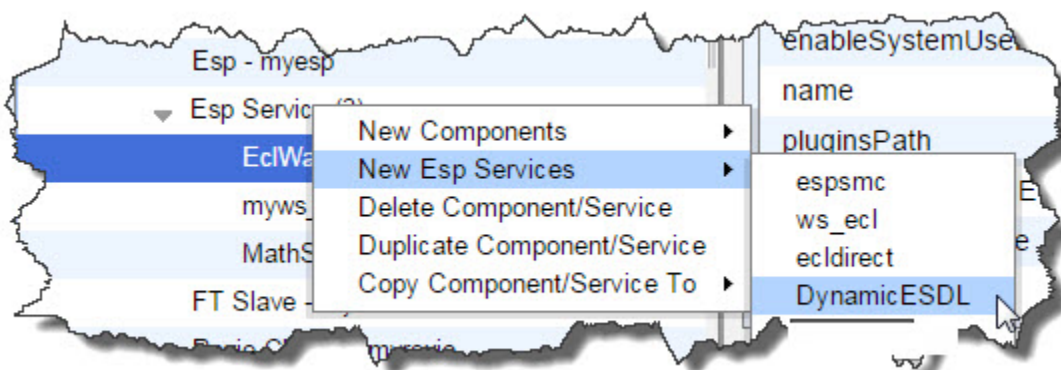 Esp - myesp
Esp Servic
EclWa
myws_
MathS
FT Slave -
New Components
New Esp Services
Delete Component/Service
Duplicate Component/Service
Copy Component/Service To
enableSystemUse
name
pluginsPath
espsmc
ws_ecl
ecldirect
DynamicESDL